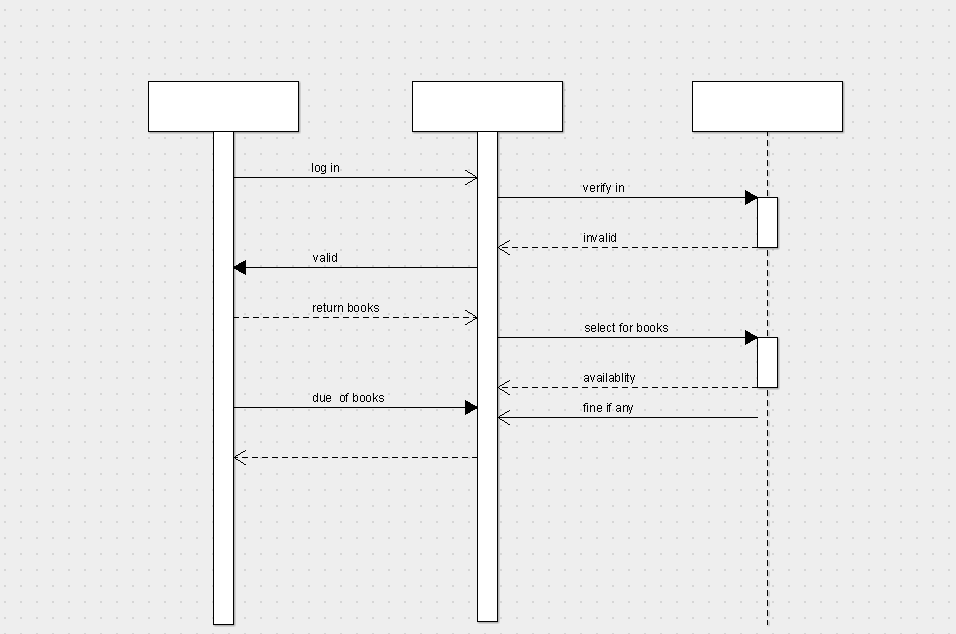 log in
verify in
invalid
valid
return books
select for books
availablity
due  of books
fine if any